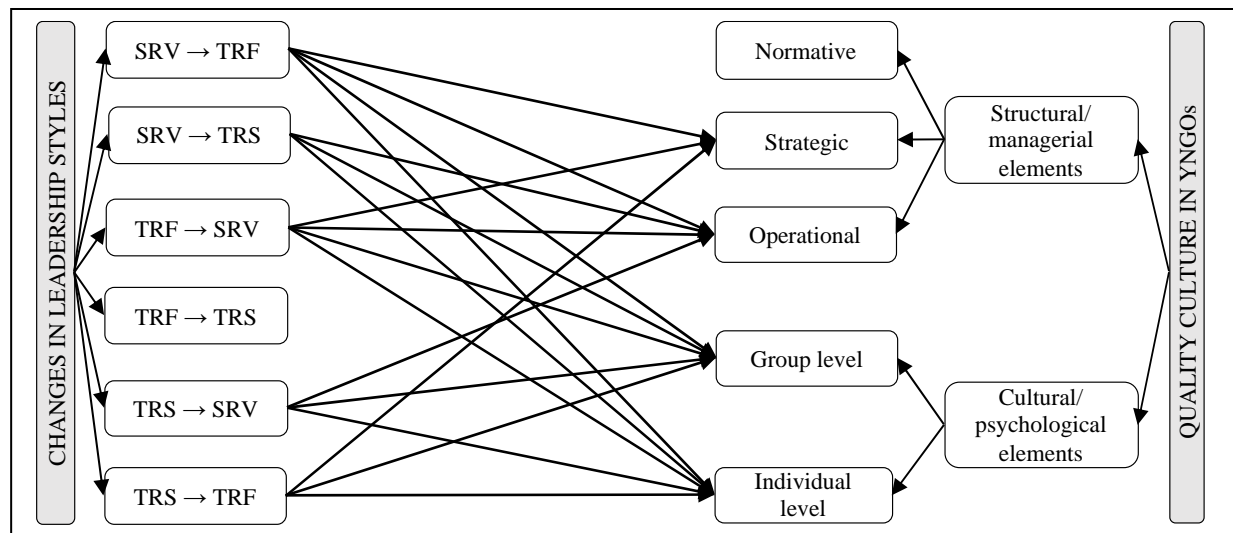 CHANGES IN LEADERSHIP STYLES
SRV → TRF
SRV → TRS
TRF → SRV
TRF → TRS
TRS → SRV
TRS → TRF
Normative
Strategic
Operational
Group level
Individual
level
Structural/
managerial
elements
Cultural/
psychological
elements
QUALITY CULTURE IN YNGOs